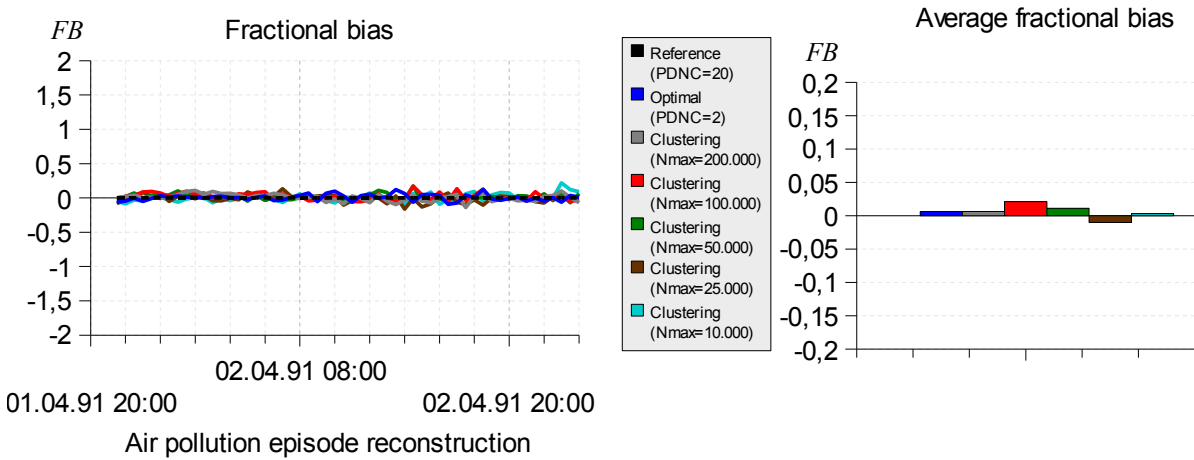 FB
Fractional bias
2
1,5
1
0,5
0
-0,5
-1
-1,5
-2
02.04.91 08:00
01.04.91 20:00
02.04.91 20:00
Air pollution episode reconstruction
Reference
(PDNC=20)
Optimal
(PDNC=2)
Clustering
(Nmax=200.000)
Clustering
(Nmax=100.000)
Clustering
(Nmax=50.000)
Clustering
(Nmax=25.000)
Clustering
(Nmax=10.000)
Average fractional bias
FB
0,2
0,15
0,1
0,05
0
-0,05
-0,1
-0,15
-0,2